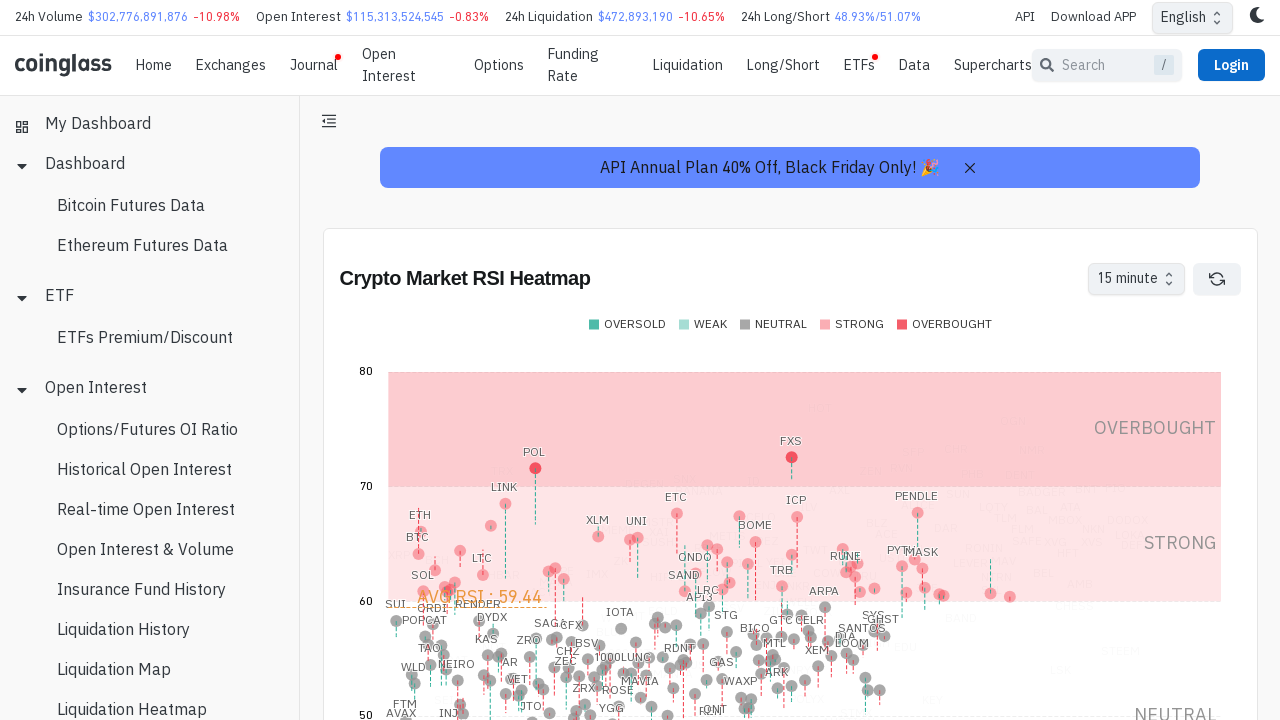 24h Volume $302,776,891,876 -10.98% Open Interest $115,313,524,545 -0.83% 24h Liquidation $472,893,190 -10.65% 24h Long/Short 48.93%/51.07% API Download APP English
coinglass Home Exchanges Journal Open Interest Options Funding Rate Liquidation Long/Short ETFs Data Supercharts Search / Login
My Dashboard
Dashboard
Bitcoin Futures Data
Ethereum Futures Data
ETF
ETFs Premium/Discount
Open Interest
Options/Futures OI Ratio
Historical Open Interest
Real-time Open Interest
Open Interest & Volume
Insurance Fund History
Liquidation History
Liquidation Map
Liquidation Heatmap
API Annual Plan 40% Off, Black Friday Only! 🎉
Crypto Market RSI Heatmap
15 minute
OVERSOLD WEAK NEUTRAL STRONG OVERBOUGHT
80
OVERBOUGHT
FXS
POL
70
LINK
ETC
ICP
PENDLE
ETH
XLM
UNI
BOME
BTC
STRONG
LTC
ONDO
RUNE
PYTH
MASK
SOL
SAND
TRB
LRC
API3
ARPA
AVG RSI : 59.44
60
SUI
ORDI
RENDER
IOTA
PORPCAT
DYDX
SAGA
CFX
STG
GTC
CELR
SYS
GHST
BICO
SANTOS
DIA
KAS
ZRO
BSV
MTL
LOOM
TAO
CHZ
RDNT
XEM
WLD
NEIRO
AR
ZEC
1000LUNC
GAS
ARK
VET
MAVIA
WAXP
ZRX
ROSE
FTM
JTO
YGG
AVAX
INJ
ONT
50
NEUTRAL